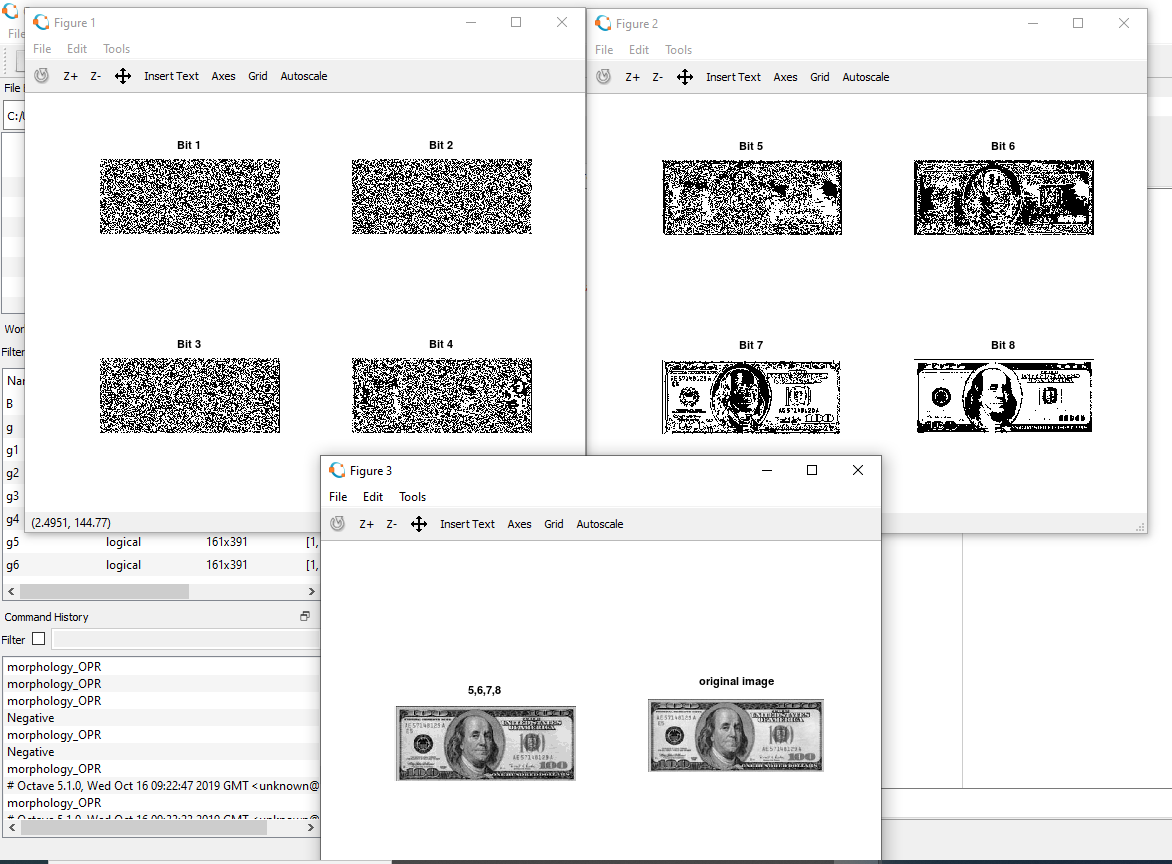 Figure 1
File Edit Tools
Z+ Z- Insert Text Axes Grid Autoscale
Bit 1 Bit 2
Bit 3 Bit 4
(2.4951, 144.77)
Figure 2
File Edit Tools
Z+ Z- Insert Text Axes Grid Autoscale
Bit 5 Bit 6
Bit 7 Bit 8
File
C:/
Filter
B
g
g1
g2
g3
g4
g5 logical 161x391 [1,
g6 logical 161x391 [1,
Command History
Filter
morphology_OPR
morphology_OPR
morphology_OPR
Negative
morphology_OPR
Negative
morphology_OPR
# Octave 5.1.0, Wed Oct 16 09:22:47 2019 GMT <unknown@
morphology_OPR
Figure 3
File Edit Tools
Z+ Z- Insert Text Axes Grid Autoscale
5,6,7,8 original image